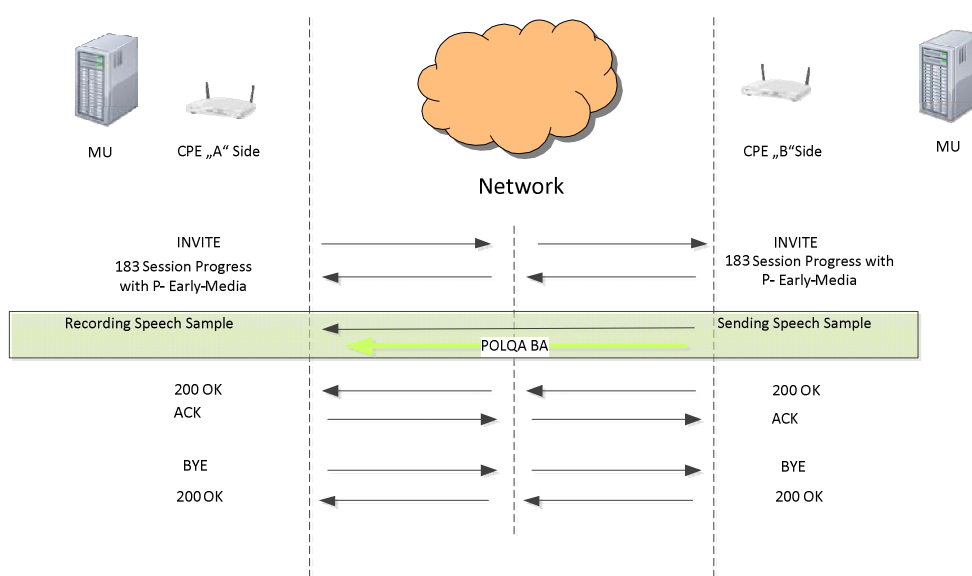 MU
CPE „A“ Side
CPE „B“Side
MU
Network
INVITE
INVITE
183 Session Progress
with P- Early-Media
183 Session Progress with
P- Early-Media
Recording Speech Sample
Sending Speech Sample
POLQA BA
200 OK
200 OK
ACK
ACK
BYE
BYE
200 OK
200 OK